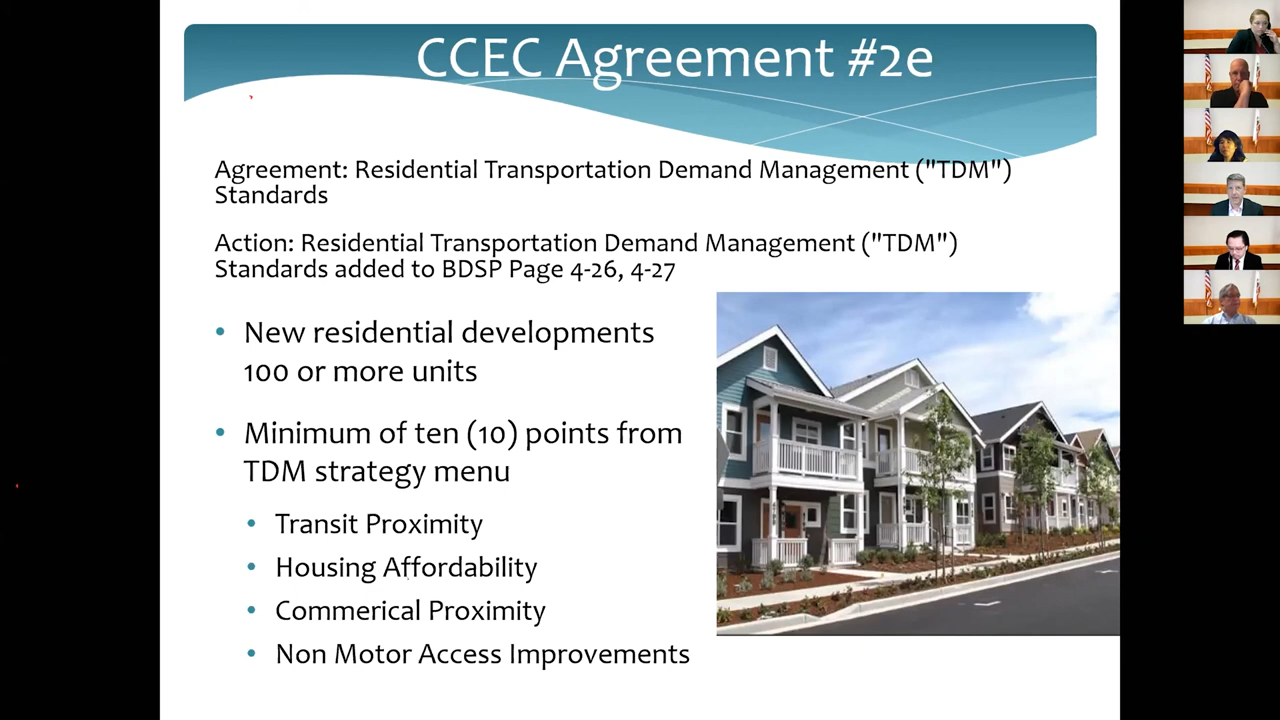 CCEC Agreement #2e
Agreement: Residential Transportation Demand Management ("TDM")
Standards
Action: Residential Transportation Demand Management ("TDM")
Standards added to BDSP Page 4-26, 4-27
• New residential developments
100 or more units
• Minimum of ten (10) points from
TDM strategy menu
• Transit Proximity
• Housing Affordability
• Commerical Proximity
• Non Motor Access Improvements